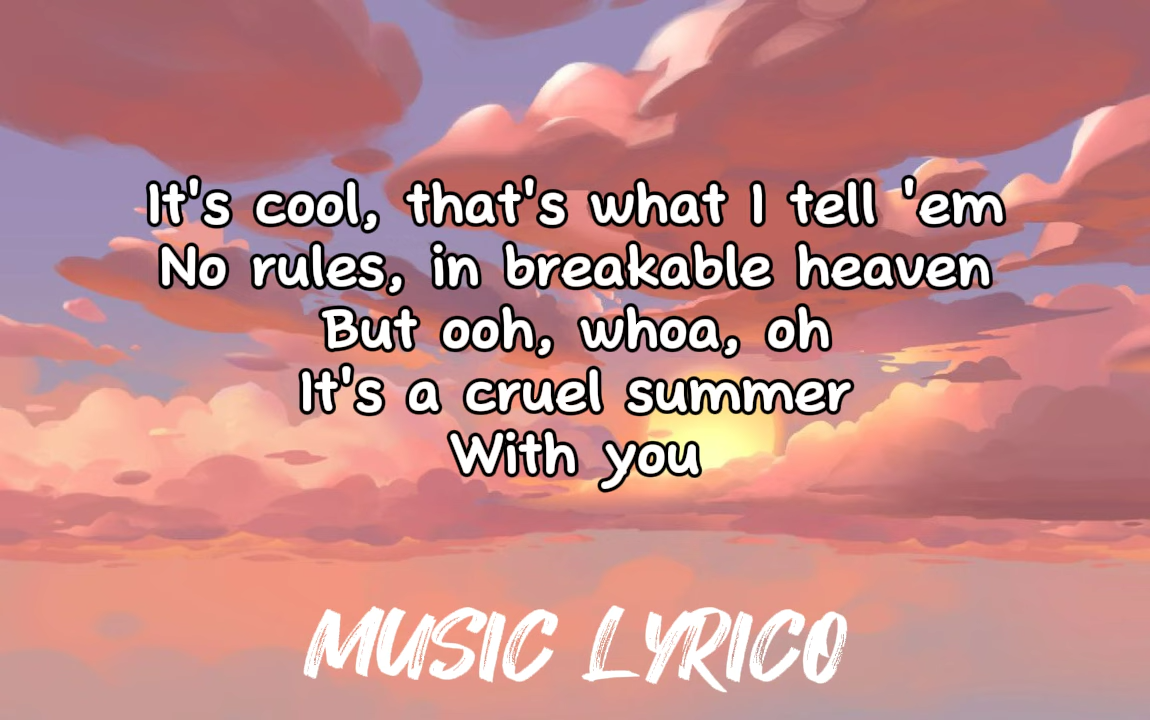 It's cool, that's what I tell 'em
No rules, in breakable heaven
But ooh, whoa, oh
It's a cruel summer
With you
MUSIC LYRICO